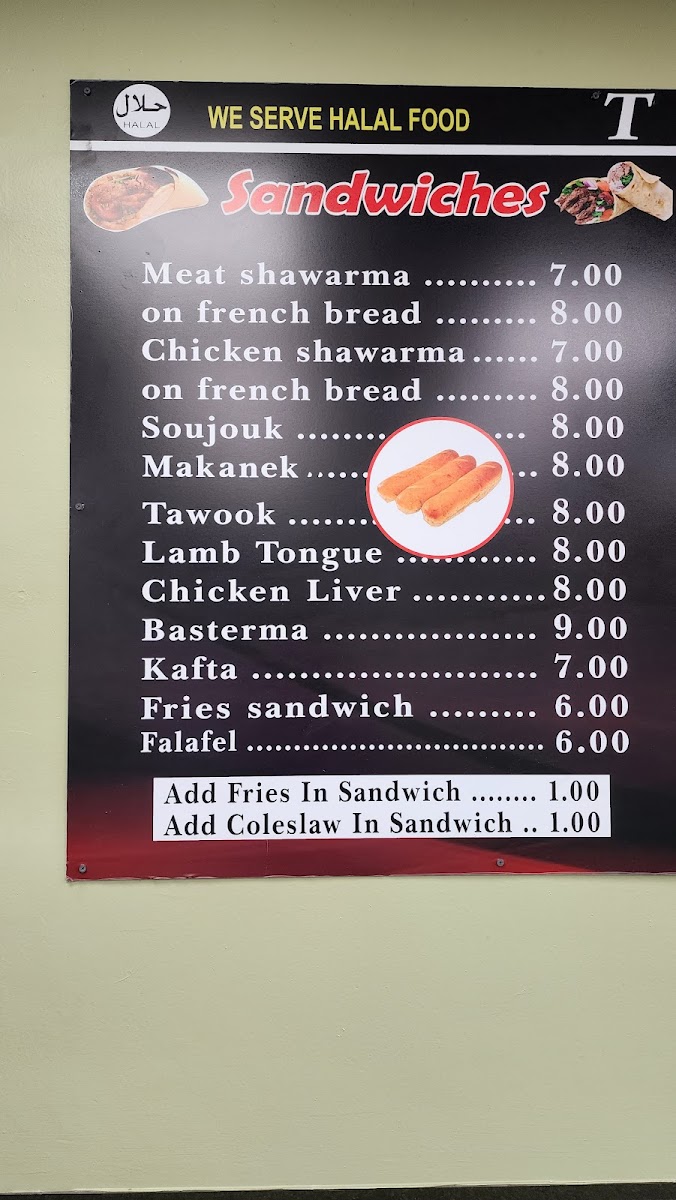 حلال
HALAL
WE SERVE HALAL FOOD
T
Sandwiches
Meat shawarma .......... 7.00
on french bread ......... 8.00
Chicken shawarma...... 7.00
on french bread ......... 8.00
Soujouk ........ ... 8.00
Makanek...... ... 8.00
Tawook ........ ... 8.00
Lamb Tongue ............ 8.00
Chicken Liver ............8.00
Basterma ................... 9.00
Kafta ......................... 7.00
Fries sandwich .......... 6.00
Falafel ................................ 6.00
Add Fries In Sandwich ........ 1.00
Add Coleslaw In Sandwich .. 1.00